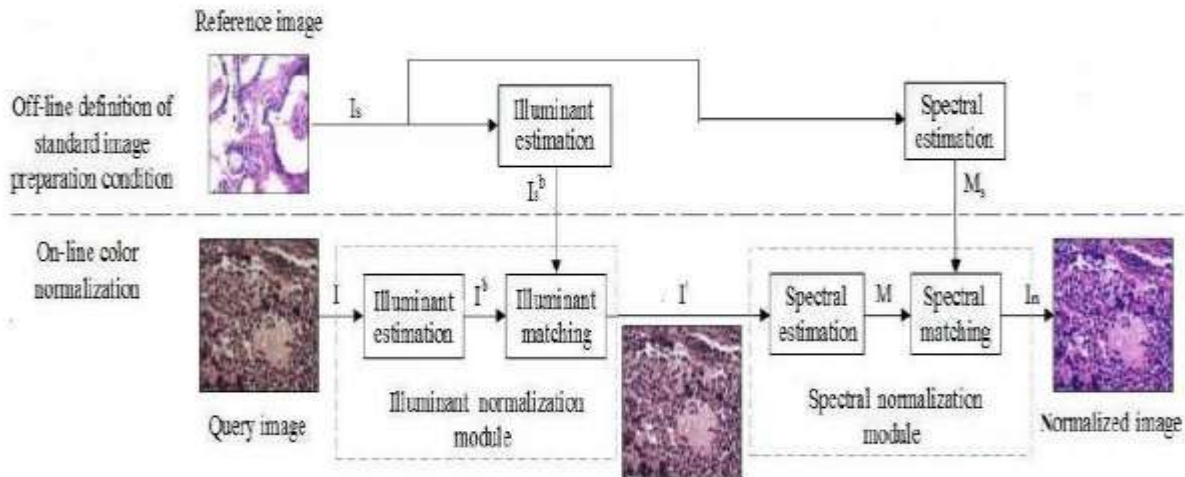 Reference image
Off-line definition of
standard image
preparation condition
Is
Illuminant
estimation
Spectral
estimation
Isᵇ
Ms
On-line color
normalization
I
Illuminant
estimation
Iᵇ
Illuminant
matching
I'
Spectral
estimation
M
Spectral
matching
In
Query image
Illuminant normalization
module
Spectral normalization
module
Normalized image